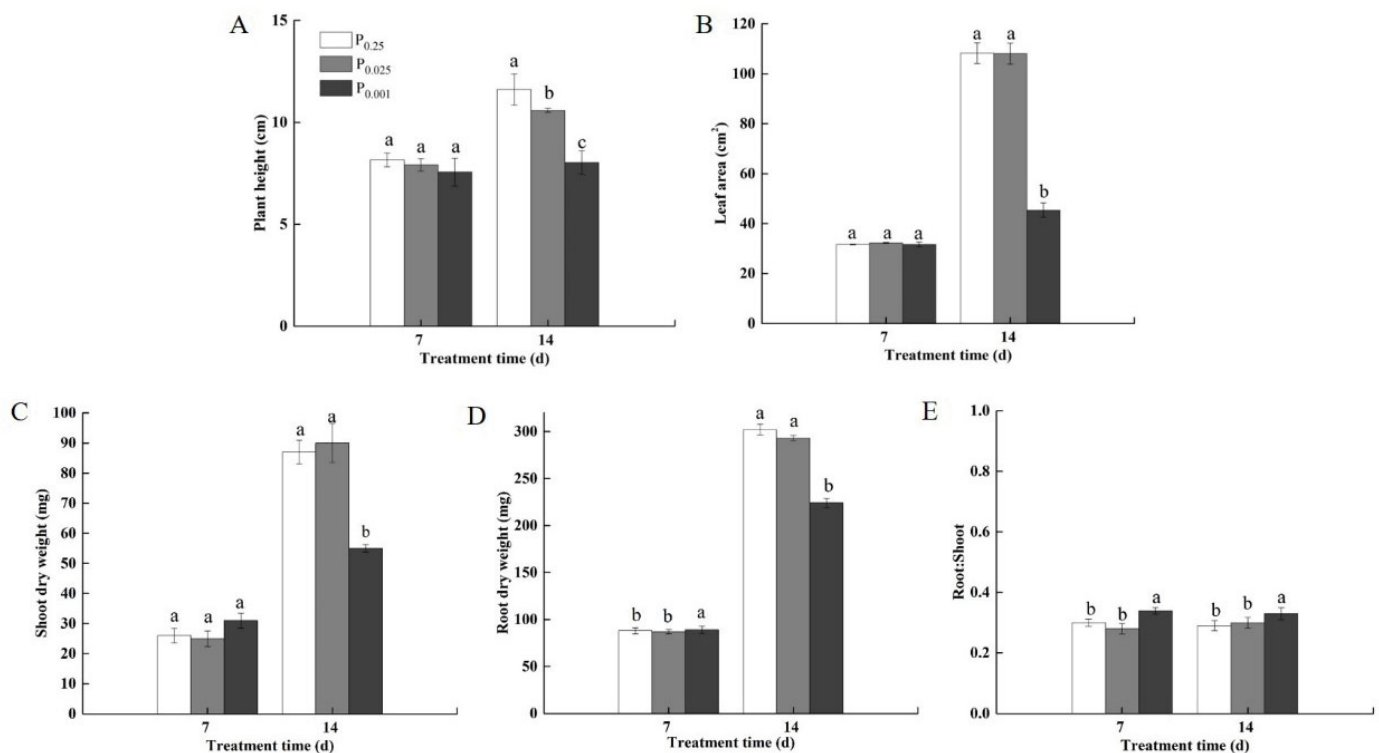 A
P0.25
P0.025
P0.001
15
10
5
0
Plant height (cm)
a a a
a b c
7 14
Treatment time (d)
B
120
100
80
60
40
20
0
Leaf area (cm2)
a a a
a a b
7 14
Treatment time (d)
C
100
90
80
70
60
50
40
30
20
10
0
Shoot dry weight (mg)
a a a
a a b
7 14
Treatment time (d)
D
300
250
200
150
100
50
0
Root dry weight (mg)
b b a
a a b
7 14
Treatment time (d)
E
1.0
0.8
0.6
0.4
0.2
0.0
Root:Shoot
b b a
b b a
7 14
Treatment time (d)